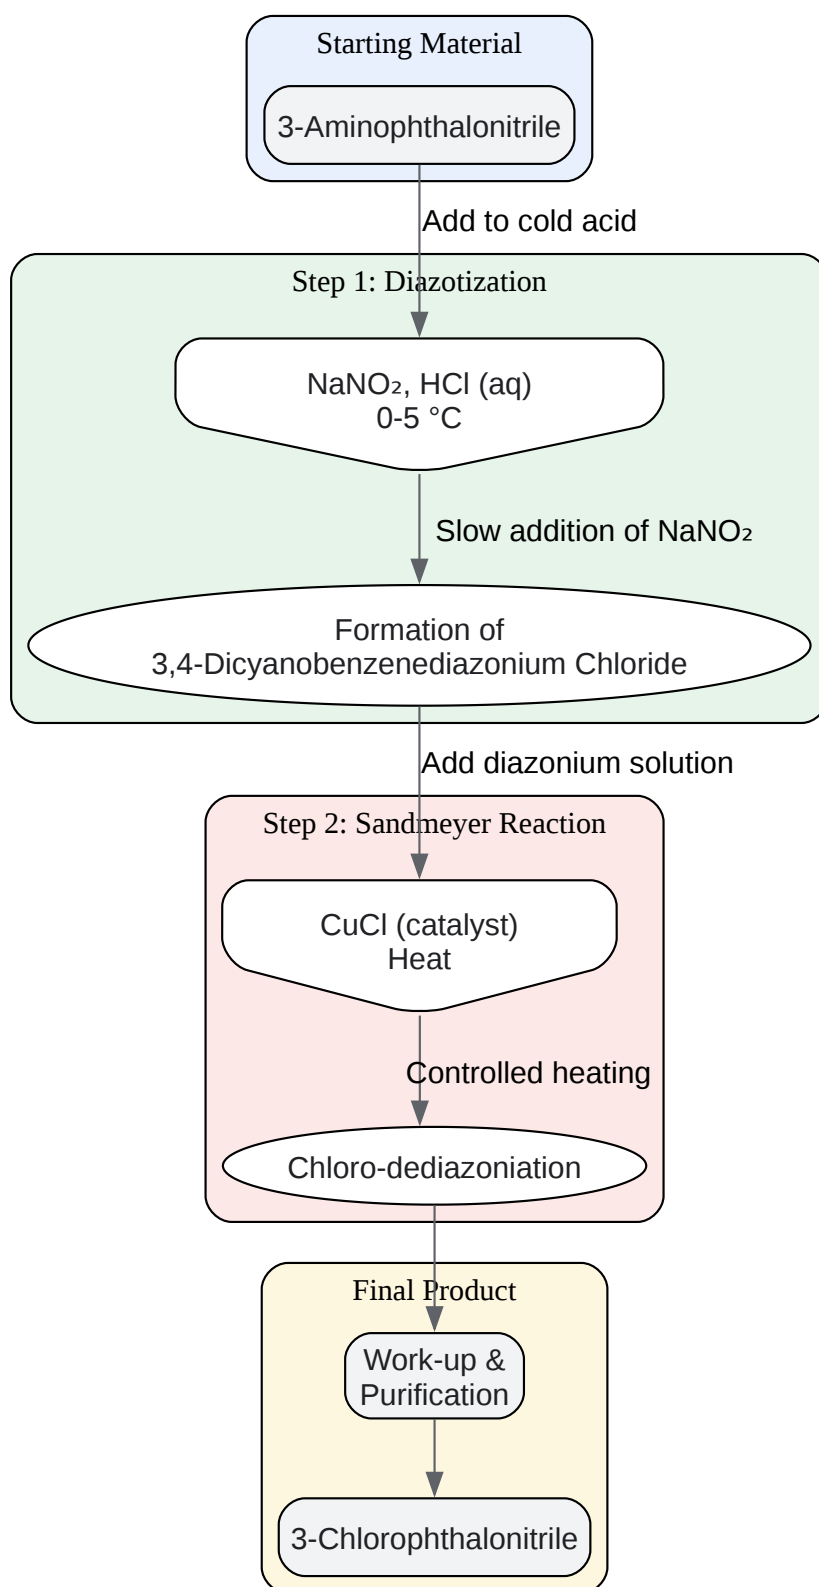 Starting Material
3-Aminophthalonitrile
Add to cold acid
Step 1: Diazotization
NaNO₂, HCl (aq)
0-5 °C
Slow addition of NaNO₂
Formation of
3,4-Dicyanobenzenediazonium Chloride
Add diazonium solution
Step 2: Sandmeyer Reaction
CuCl (catalyst)
Heat
Controlled heating
Chloro-dediazoniation
Final Product
Work-up &
Purification
3-Chlorophthalonitrile